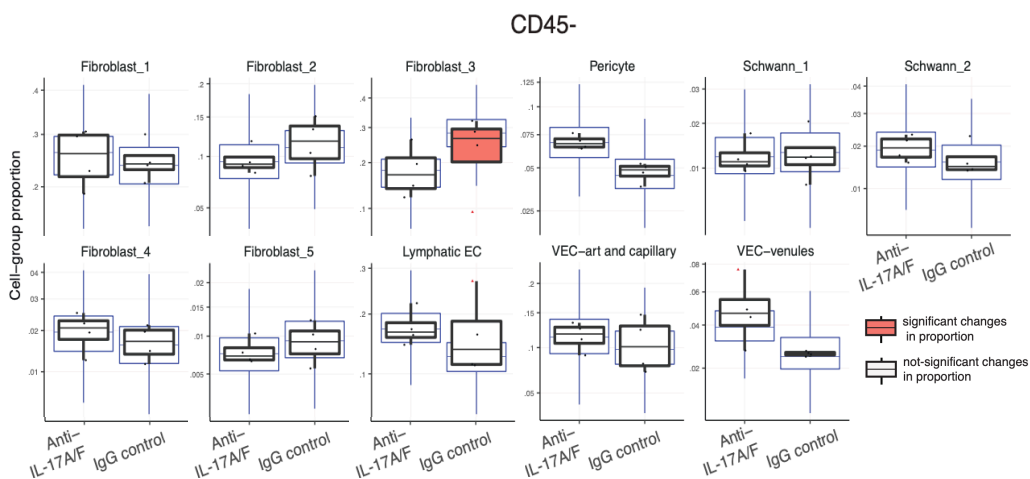 CD45-
Cell−group proportion
Fibroblast_1
.4
.3
.2
Fibroblast_2
.2
.15
.1
.05
Fibroblast_3
.4
.3
.2
.1
Pericyte
.125
.1
.075
.05
.025
Schwann_1
.03
.02
.01
Schwann_2
.04
.03
.02
.01
Anti−
IL-17A/F
IgG control
Fibroblast_4
.04
.03
.02
.01
Anti−
IL-17A/F
IgG control
Fibroblast_5
.02
.015
.01
.005
Anti−
IL-17A/F
IgG control
Lymphatic EC
.3
.2
.1
Anti−
IL-17A/F
IgG control
VEC−art and capillary
.2
.15
.1
.05
Anti−
IL-17A/F
IgG control
VEC−venules
.08
.06
.04
.02
Anti−
IL-17A/F
IgG control
significant changes
in proportion
not-significant changes
in proportion